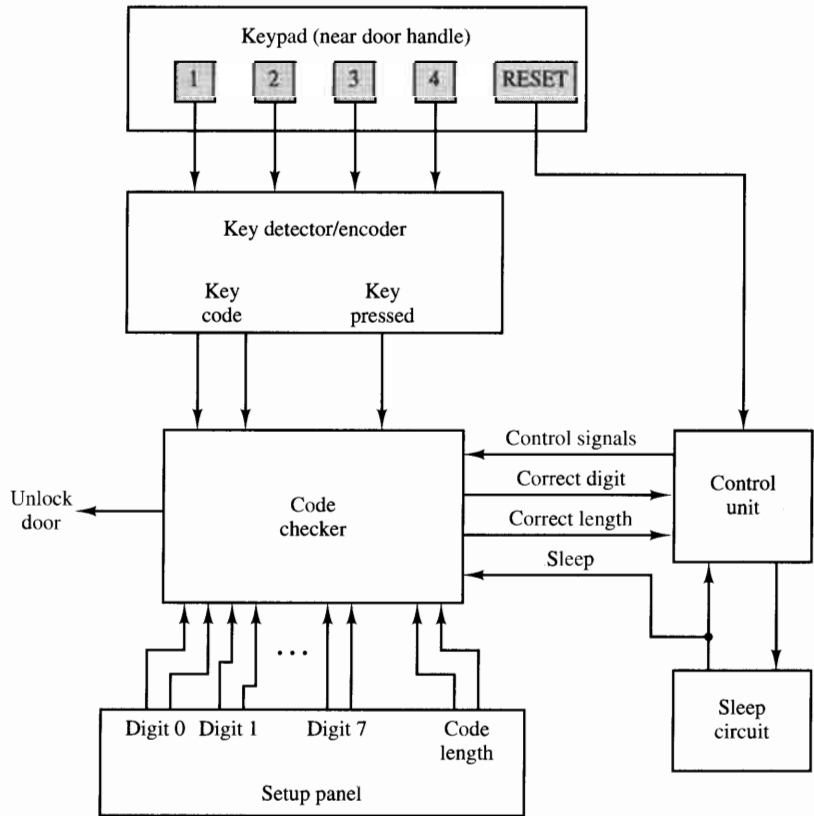 Keypad (near door handle)
1 2 3 4 RESET
Key detector/encoder
Key
code
Key
pressed
Control signals
Correct digit
Correct length
Sleep
Unlock
door
Code
checker
Control
unit
...
Digit 0 Digit 1 Digit 7 Code
length
Setup panel
Sleep
circuit